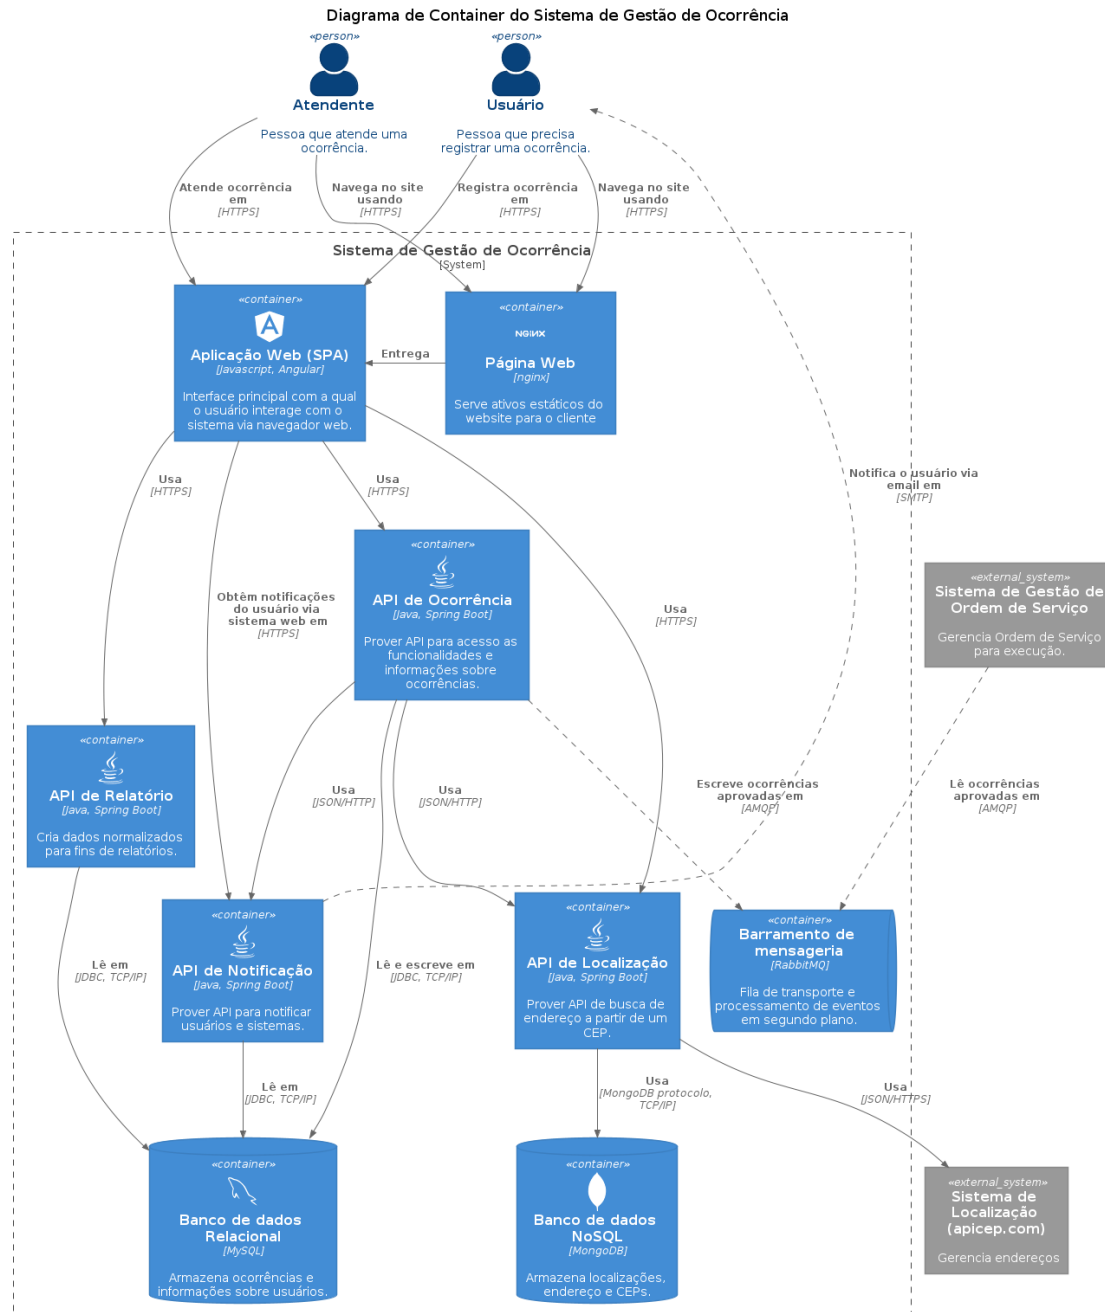 Diagrama de Container do Sistema de Gestão de Ocorrência
«person»
Atendente
Pessoa que atende uma
ocorrência.
«person»
Usuário
Pessoa que precisa
registrar uma ocorrência.
Atende ocorrência
em
[HTTPS]
Navega no site
usando
[HTTPS]
Registra ocorrência
em
[HTTPS]
Navega no site
usando
[HTTPS]
Sistema de Gestão de Ocorrência
[System]
«container»
Aplicação Web (SPA)
[Javascript, Angular]
Interface principal com a qual
o usuário interage com o
sistema via navegador web.
Entrega
«container»
NGINX
Página Web
[nginx]
Serve ativos estáticos do
website para o cliente
Usa
[HTTPS]
Usa
[HTTPS]
Notifica o usuário via
email em
[SMTP]
«container»
API de Ocorrência
[Java, Spring Boot]
Prover API para acesso as
funcionalidades e
informações sobre
ocorrências.
Obtêm notificações
do usuário via
sistema web em
[HTTPS]
Usa
[HTTPS]
«external_system»
Sistema de Gestão de
Ordem de Serviço
Gerencia Ordem de Serviço
para execução.
«container»
API de Relatório
[Java, Spring Boot]
Cria dados normalizados
para fins de relatórios.
Usa
[JSON/HTTP]
Usa
[JSON/HTTP]
Escreve ocorrências
aprovadas em
[AMQP]
Lê ocorrências
aprovadas em
[AMQP]
Lê em
[JDBC, TCP/IP]
«container»
API de Notificação
[Java, Spring Boot]
Prover API para notificar
usuários e sistemas.
Lê e escreve em
[JDBC, TCP/IP]
«container»
API de Localização
[Java, Spring Boot]
Prover API de busca de
endereço a partir de um
CEP.
«container»
Barramento de
mensageria
[RabbitMQ]
Fila de transporte e
processamento de eventos
em segundo plano.
Lê em
[JDBC, TCP/IP]
Usa
[MongoDB protocolo,
TCP/IP]
Usa
[JSON/HTTPS]
«container»
Banco de dados
Relacional
[MySQL]
Armazena ocorrências e
informações sobre usuários.
«container»
Banco de dados
NoSQL
[MongoDB]
Armazena localizações,
endereço e CEPs.
«external_system»
Sistema de
Localização
(apicep.com)
Gerencia endereços